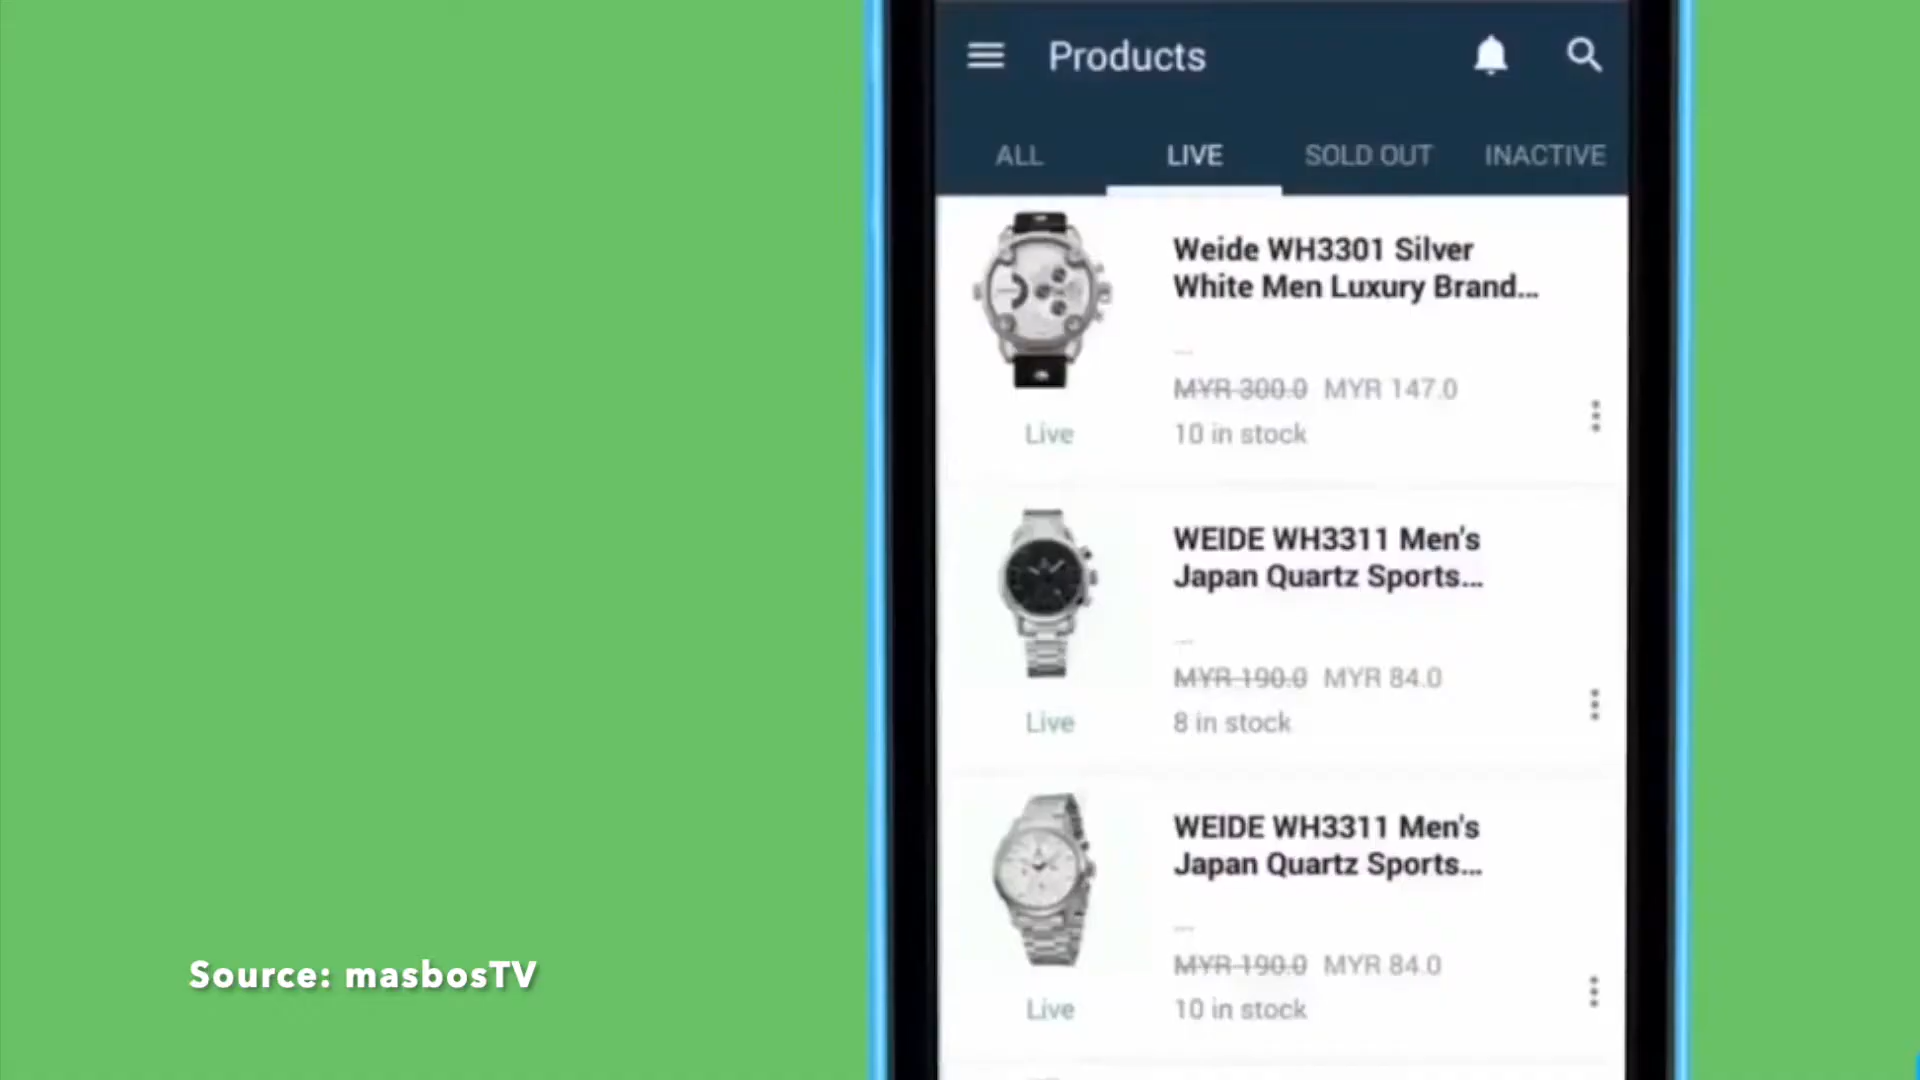 Products
ALL LIVE SOLD OUT INACTIVE
Weide WH3301 Silver
White Men Luxury Brand...
...
MYR 300.0 MYR 147.0
Live
10 in stock
WEIDE WH3311 Men's
Japan Quartz Sports...
...
MYR 190.0 MYR 84.0
Live
8 in stock
WEIDE WH3311 Men's
Japan Quartz Sports...
...
MYR 190.0 MYR 84.0
Live
10 in stock
Source: masbosTV